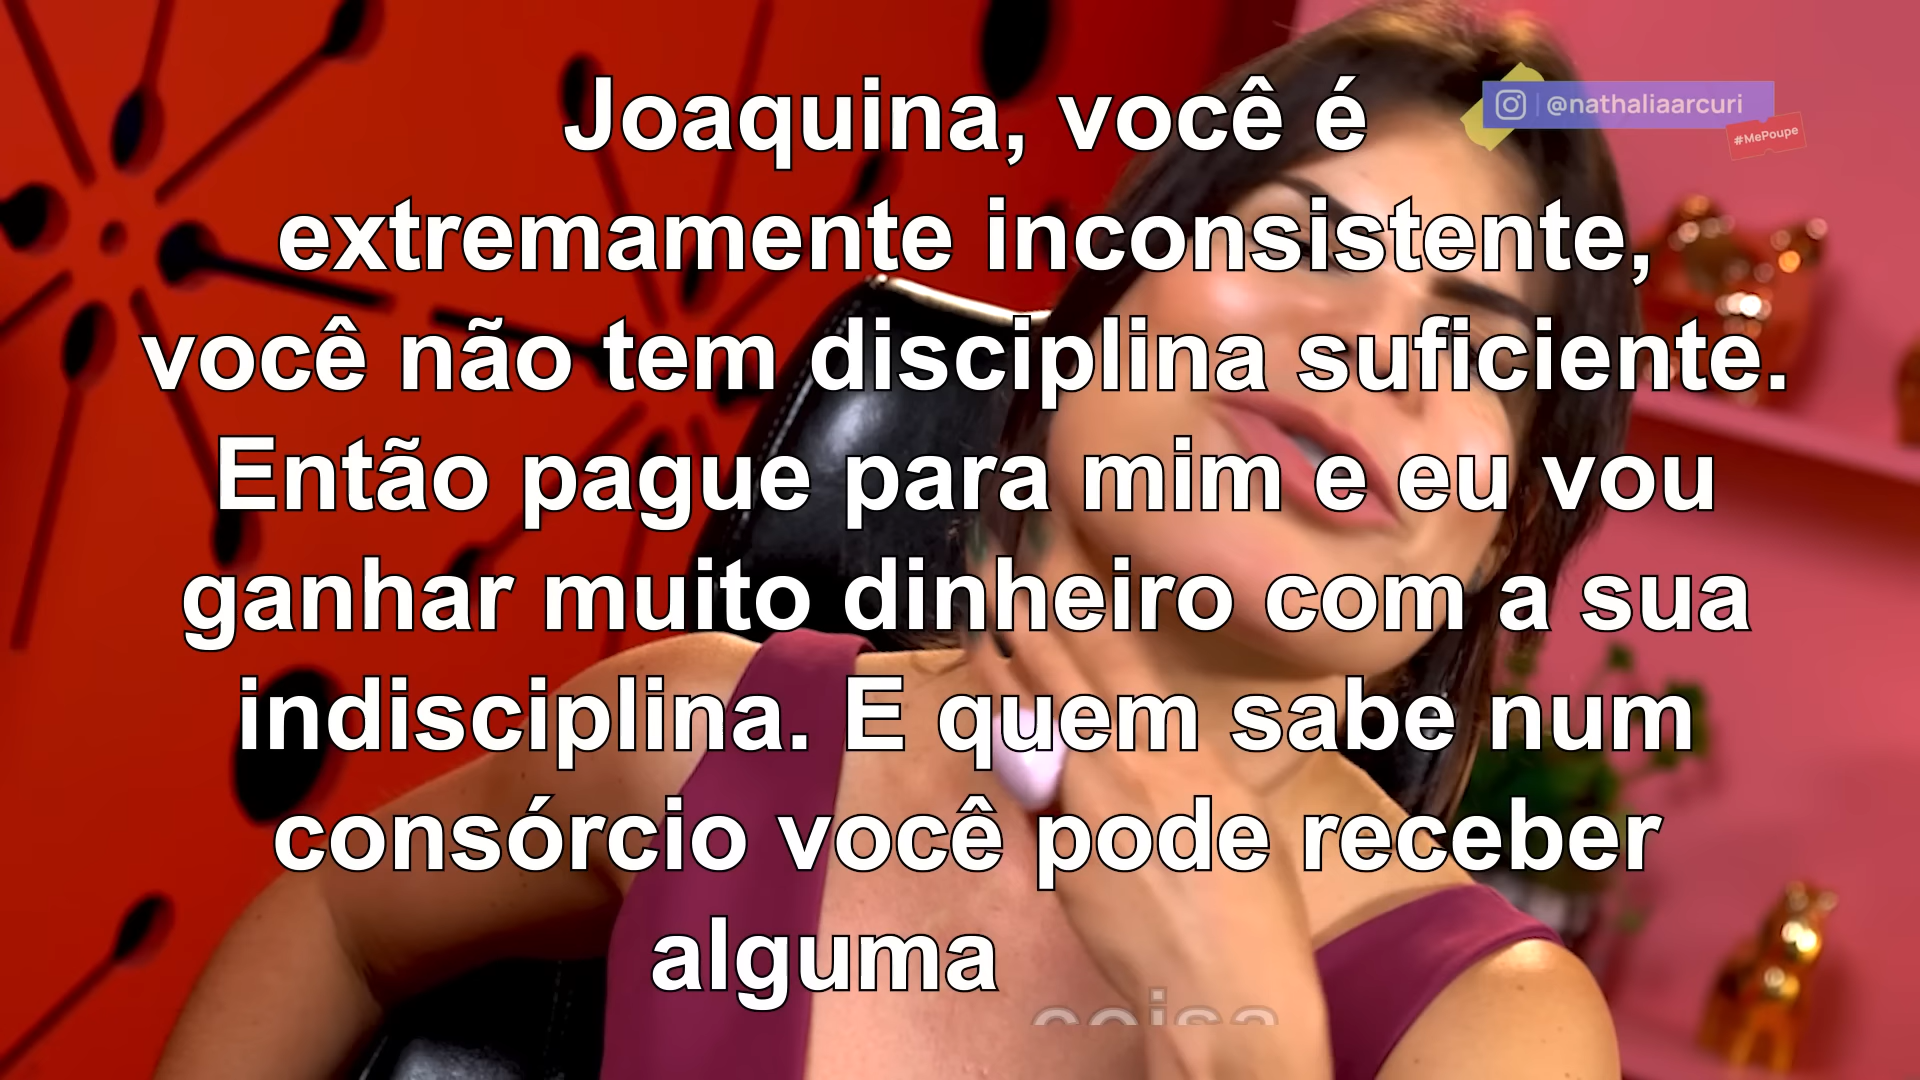 Joaquina, você é
@nathaliaarcuri
#MePoupe
extremamente inconsistente,
você não tem disciplina suficiente.
Então pague para mim e eu vou
ganhar muito dinheiro com a sua
indisciplina. E quem sabe num
consórcio você pode receber
alguma coisa